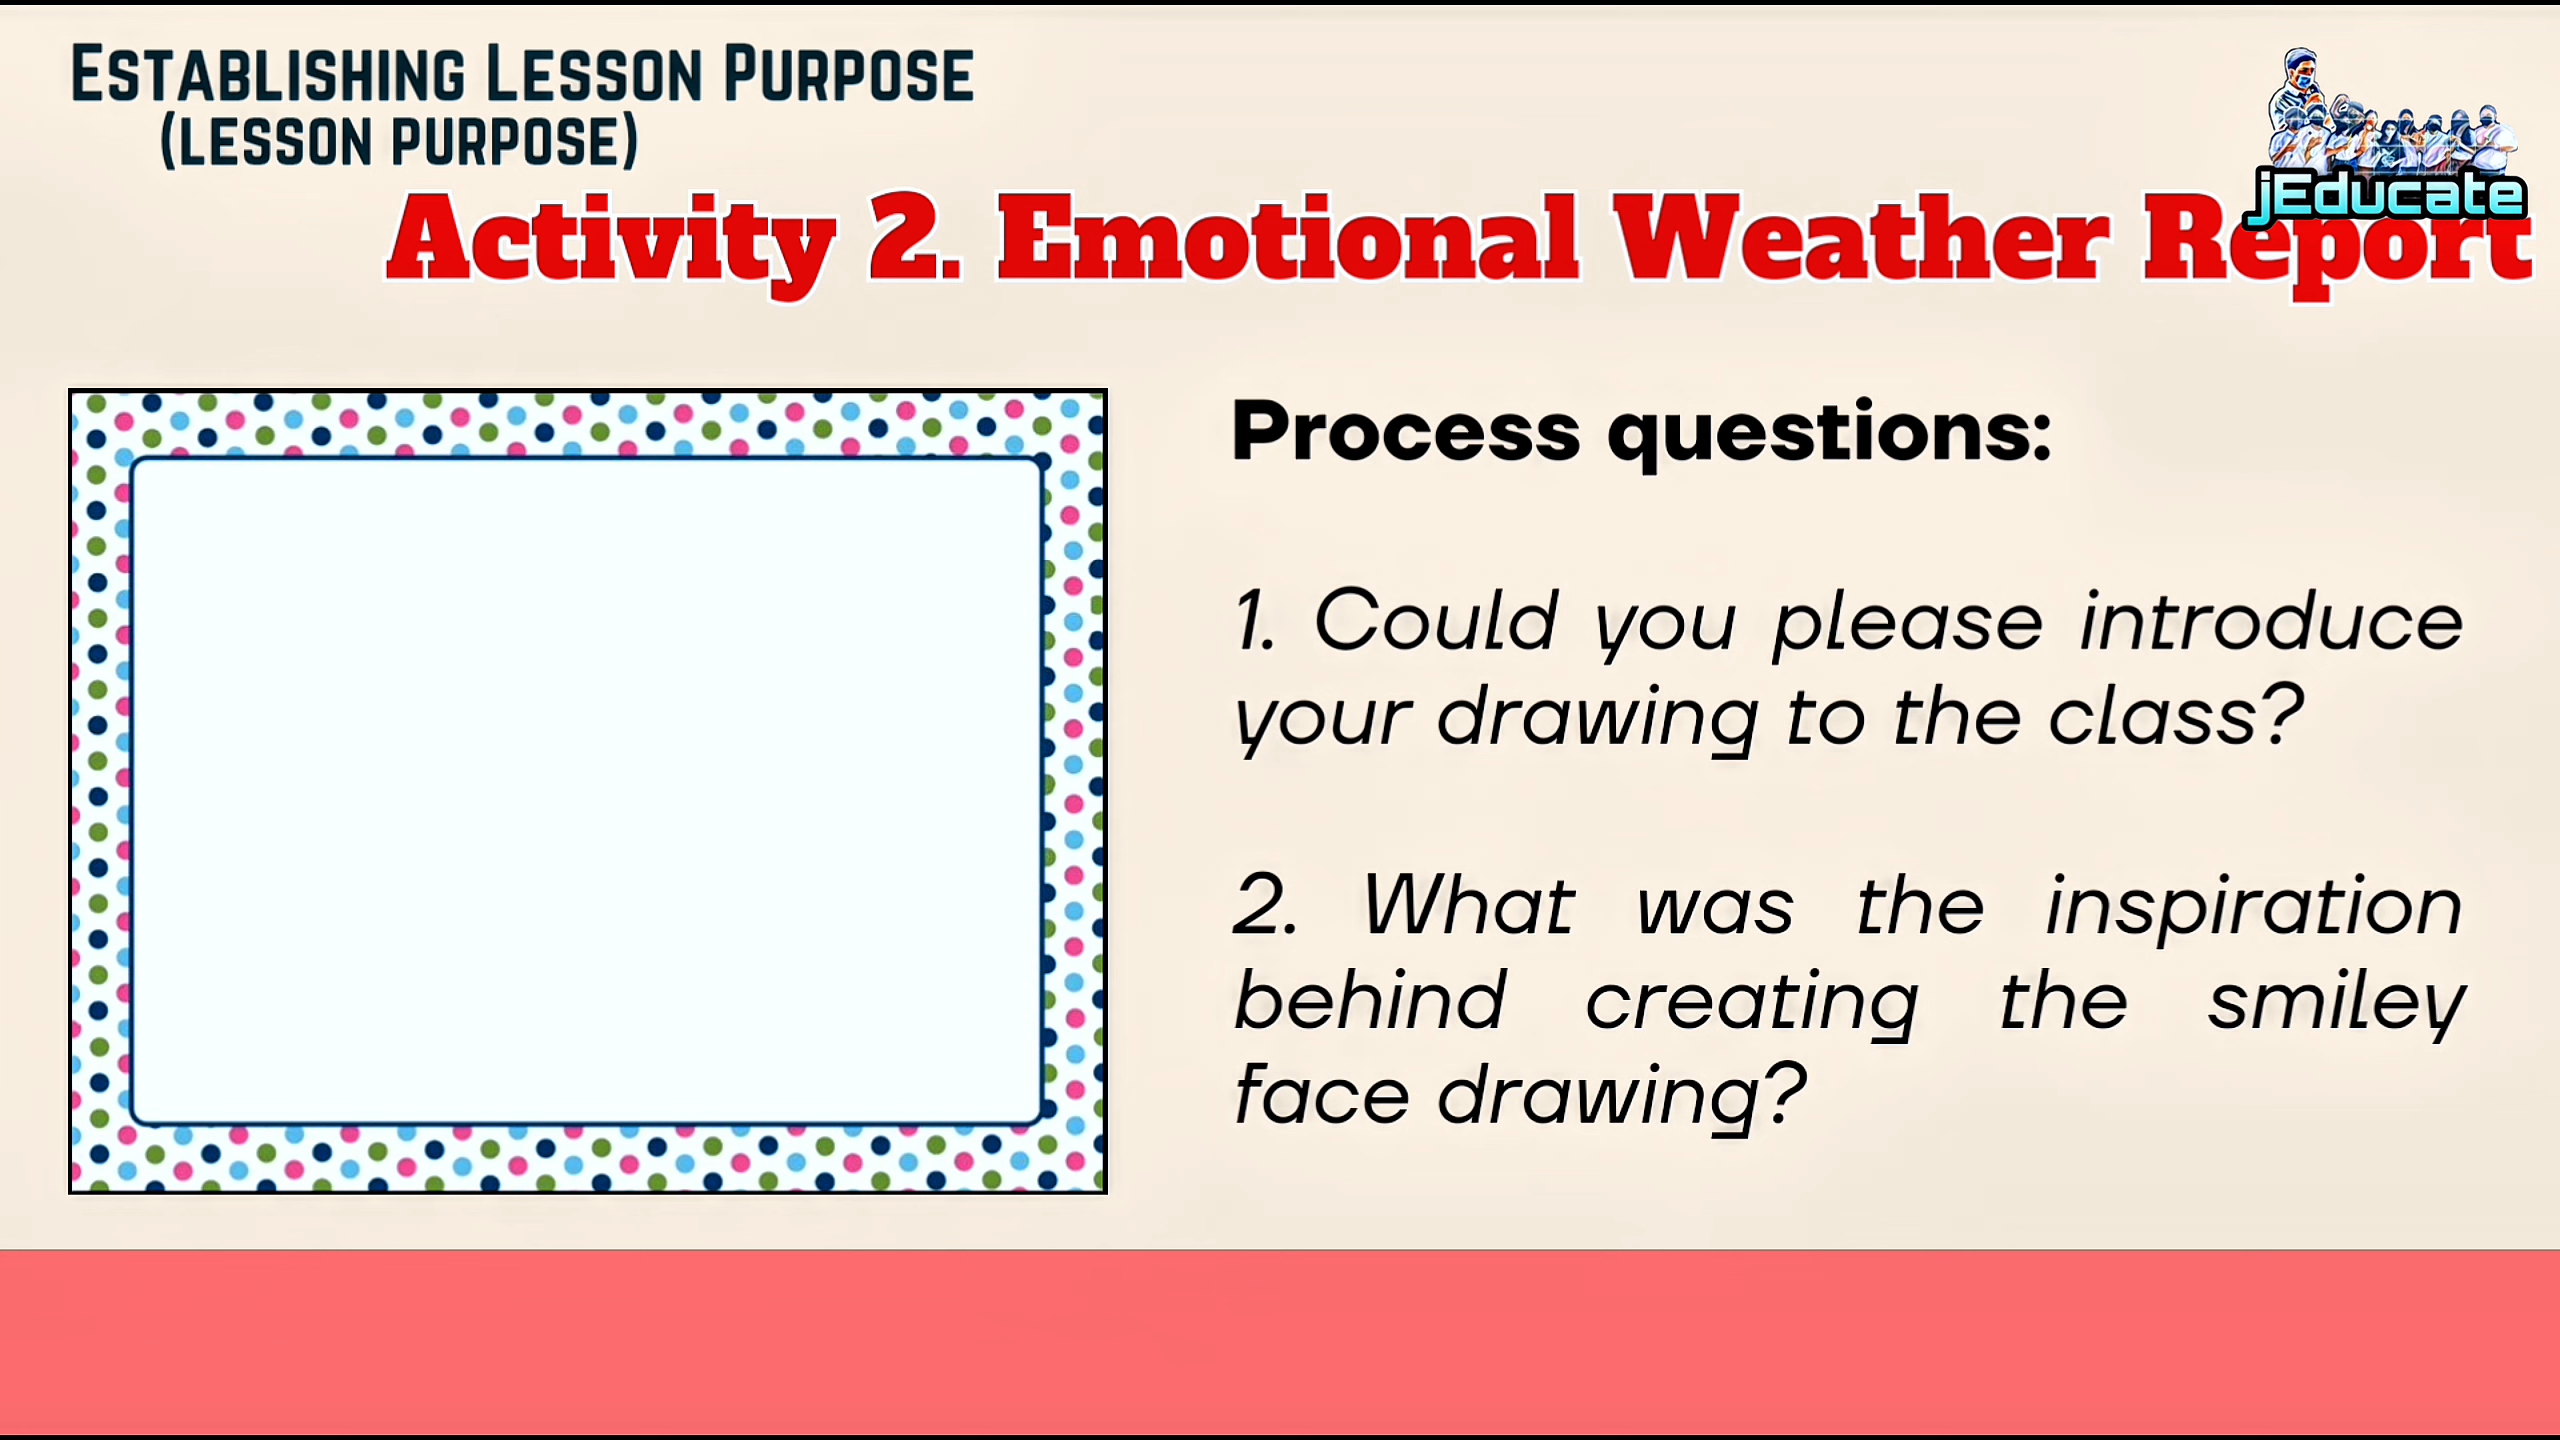 ESTABLISHING LESSON PURPOSE
(LESSON PURPOSE)
jEducate
Activity 2. Emotional Weather Report
Process questions:
1. Could you please introduce
your drawing to the class?
2. What was the inspiration
behind creating the smiley
face drawing?